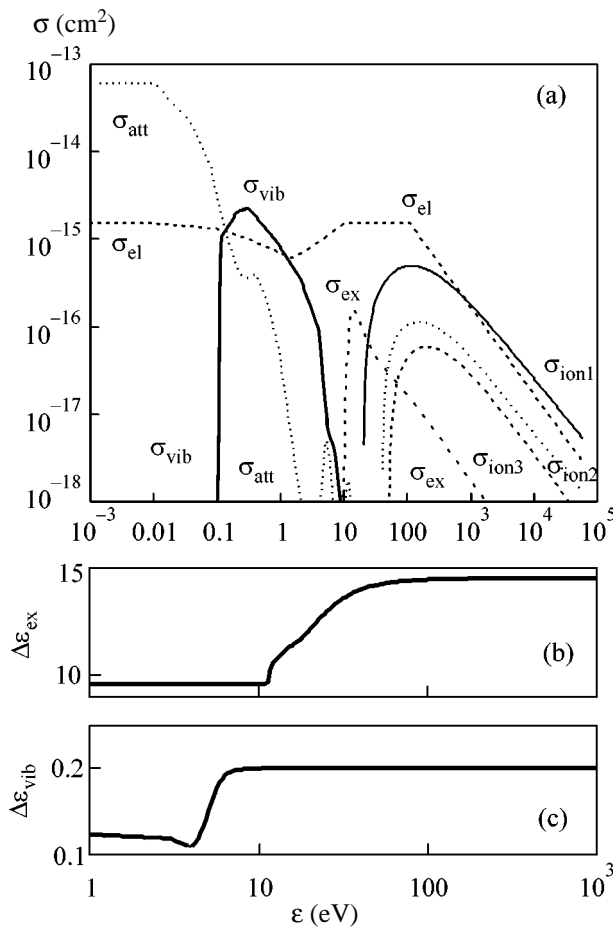 σ (cm²)
10⁻¹³
(a)
σatt
10⁻¹⁴
σvib
σel
10⁻¹⁵
σel
σex
10⁻¹⁶
σion1
10⁻¹⁷
σvib
σatt
σex
σion3
σion2
10⁻¹⁸
10⁻³ 0.01 0.1 1 10 100 10³ 10⁴ 10⁵
15
Δεex
10
(b)
0.2
Δεvib
(c)
0.1
1 10 100 10³
ε (eV)